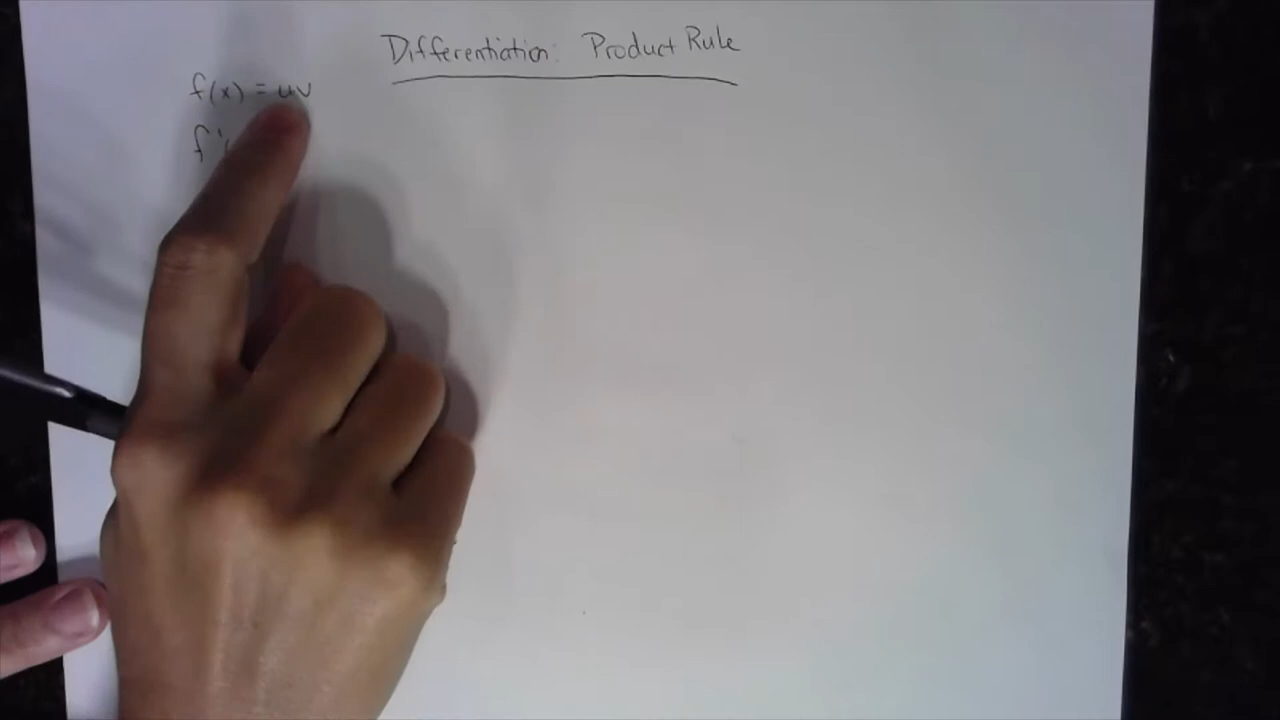 Differentiation: Product Rule
f(x) = uv
f'(